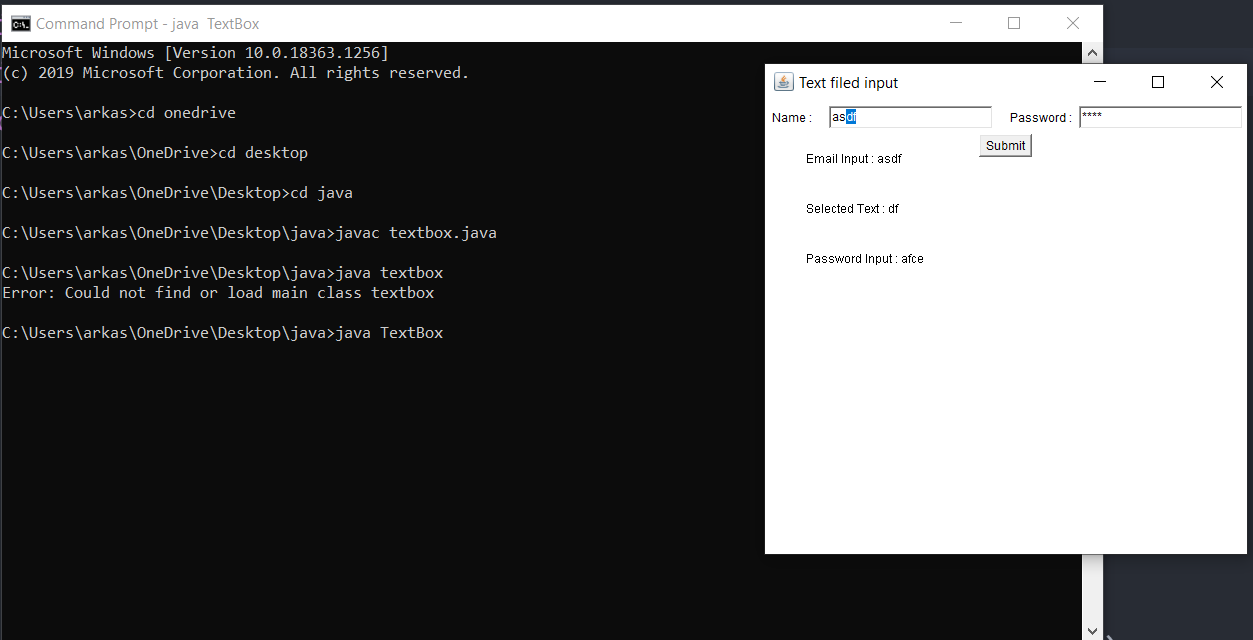 Command Prompt - java  TextBox
Microsoft Windows [Version 10.0.18363.1256]
(c) 2019 Microsoft Corporation. All rights reserved.
C:\Users\arkas>cd onedrive
C:\Users\arkas\OneDrive>cd desktop
C:\Users\arkas\OneDrive\Desktop>cd java
C:\Users\arkas\OneDrive\Desktop\java>javac textbox.java
C:\Users\arkas\OneDrive\Desktop\java>java textbox
Error: Could not find or load main class textbox
C:\Users\arkas\OneDrive\Desktop\java>java TextBox
Text filed input
Name : asdf Password : ****
Submit
Email Input : asdf
Selected Text : df
Password Input : afce